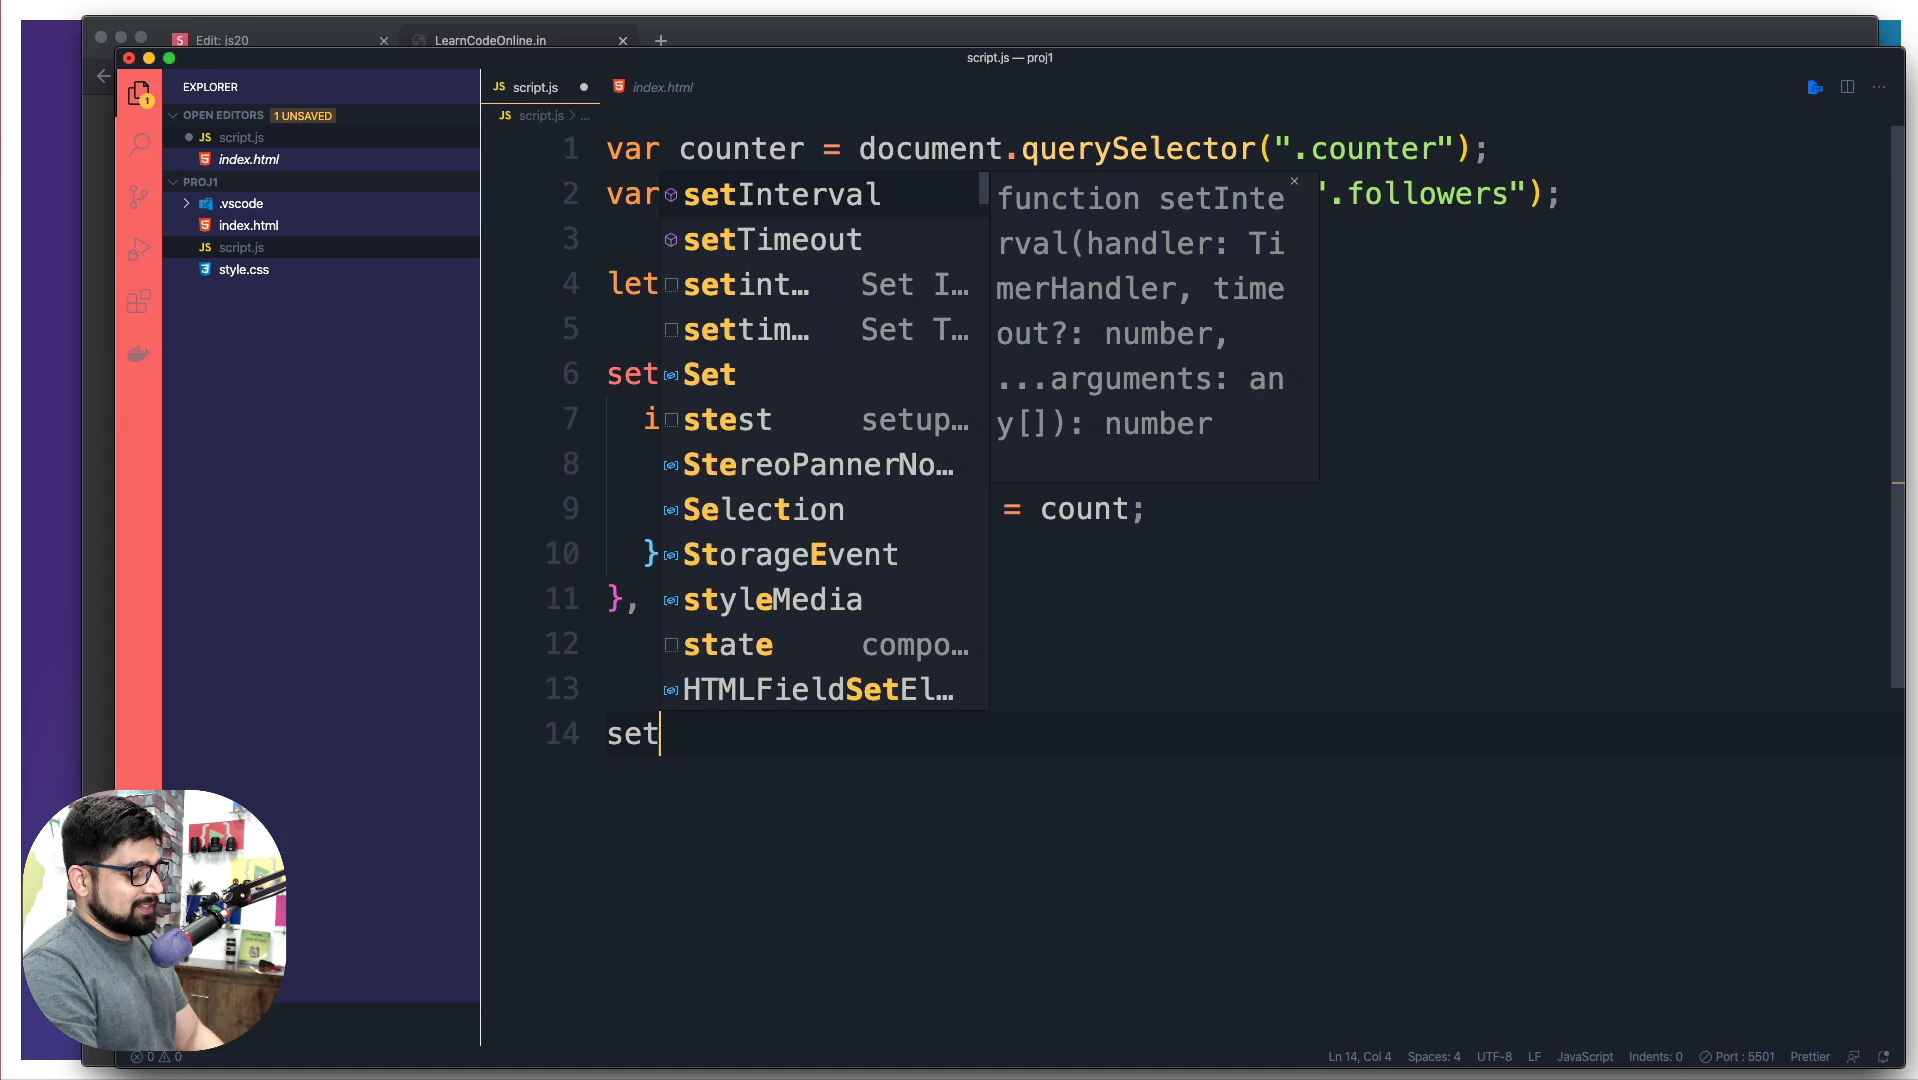 S Edit: js20
LearnCodeOnline.in
script.js — proj1
EXPLORER
OPEN EDITORS 1 UNSAVED
JS script.js
index.html
PROJ1
.vscode
index.html
JS script.js
style.css
1
JS script.js
index.html
JS script.js > ...
1 var counter = document.querySelector(".counter");
2 var ".followers");
3
4 let
5
6 set
7 i
8
9 = count;
10 }
11 },
12
13
14 set
setInterval
setTimeout
setint… Set I…
settim… Set T…
Set
stest setup…
StereoPannerNo…
Selection
StorageEvent
styleMedia
state compo…
HTMLFieldSetEl…
function setInte
rval(handler: Ti
merHandler, time
out?: number,
...arguments: an
y[]): number
0 0
Ln 14, Col 4 Spaces: 4 UTF-8 LF JavaScript Indents: 0 Port : 5501 Prettier